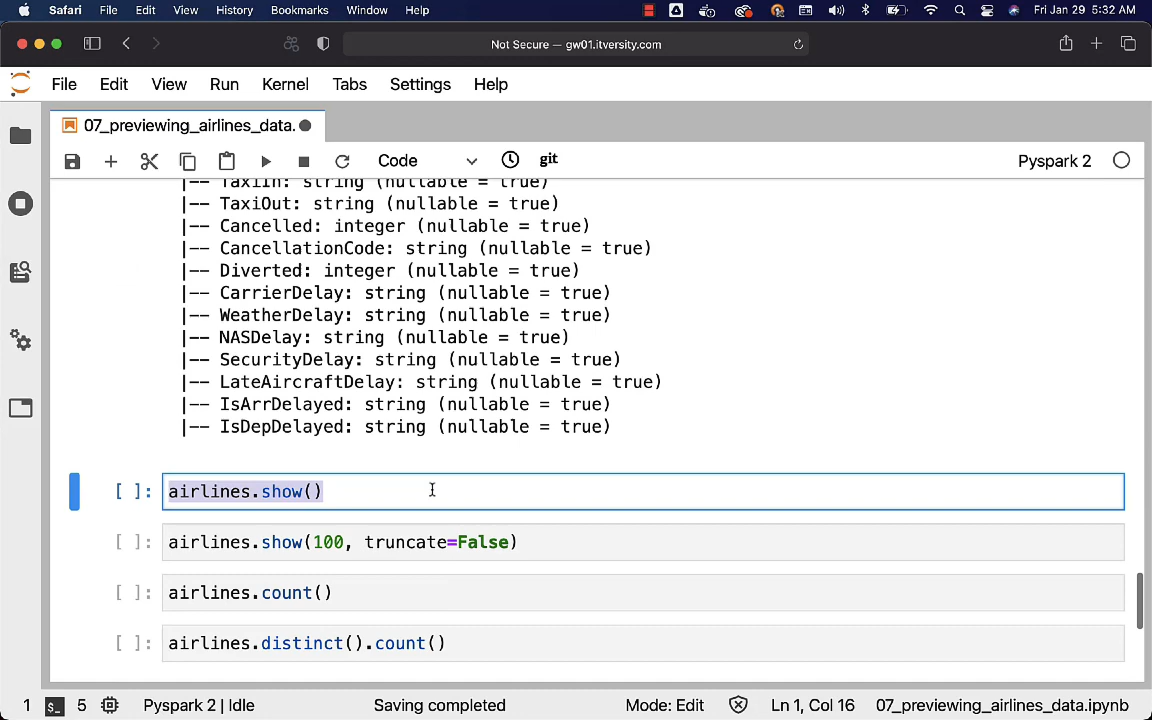 Safari File Edit View History Bookmarks Window Help Fri Jan 29 5:32 AM
Not Secure — gw01.itversity.com
File Edit View Run Kernel Tabs Settings Help
07_previewing_airlines_data.
Code git Pyspark 2
|-- TaxiIn: string (nullable = true)
|-- TaxiOut: string (nullable = true)
|-- Cancelled: integer (nullable = true)
|-- CancellationCode: string (nullable = true)
|-- Diverted: integer (nullable = true)
|-- CarrierDelay: string (nullable = true)
|-- WeatherDelay: string (nullable = true)
|-- NASDelay: string (nullable = true)
|-- SecurityDelay: string (nullable = true)
|-- LateAircraftDelay: string (nullable = true)
|-- IsArrDelayed: string (nullable = true)
|-- IsDepDelayed: string (nullable = true)
[ ]: airlines.show()
[ ]: airlines.show(100, truncate=False)
[ ]: airlines.count()
[ ]: airlines.distinct().count()
1 $_ 5 Pyspark 2 | Idle Saving completed Mode: Edit Ln 1, Col 16 07_previewing_airlines_data.ipynb